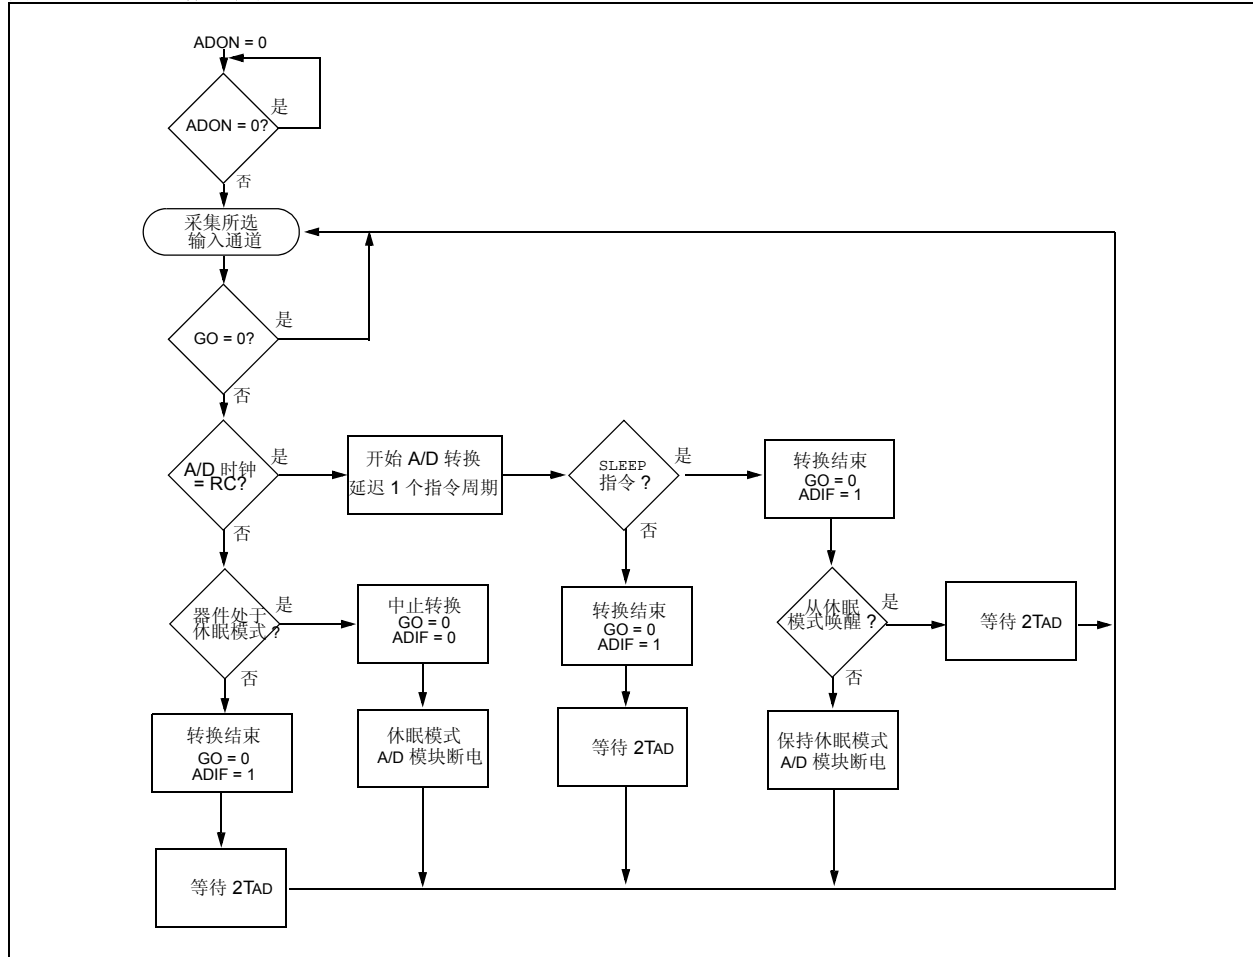 ADON = 0
是
ADON = 0?
否
采集所选
输入通道
是
GO = 0?
否
A/D 时钟
= RC?
是
开始 A/D 转换
延迟 1 个指令周期
SLEEP
指令 ?
是
转换结束
GO = 0
ADIF = 1
否
否
器件处于
休眠模式 ?
是
中止转换
GO = 0
ADIF = 0
转换结束
GO = 0
ADIF = 1
从休眠
模式唤醒 ?
是
等待 2TAD
否
否
转换结束
GO = 0
ADIF = 1
休眠模式
A/D 模块断电
等待 2TAD
保持休眠模式
A/D 模块断电
等待 2TAD